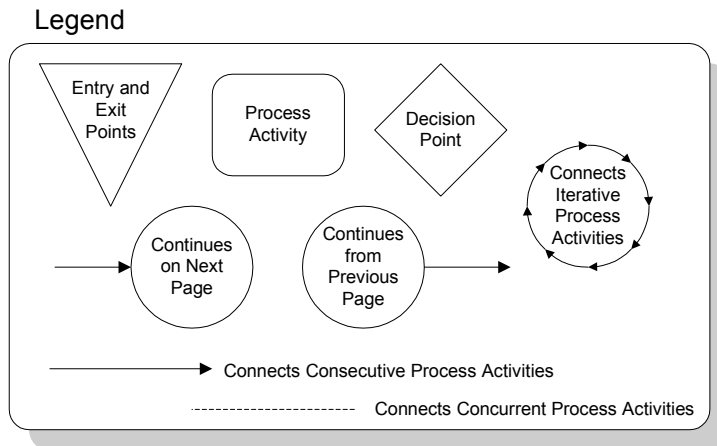 Legend
Entry and
Exit
Points
Process
Activity
Decision
Point
Connects
Iterative
Process
Activities
Continues
on Next
Page
Continues
from
Previous
Page
Connects Consecutive Process Activities
Connects Concurrent Process Activities